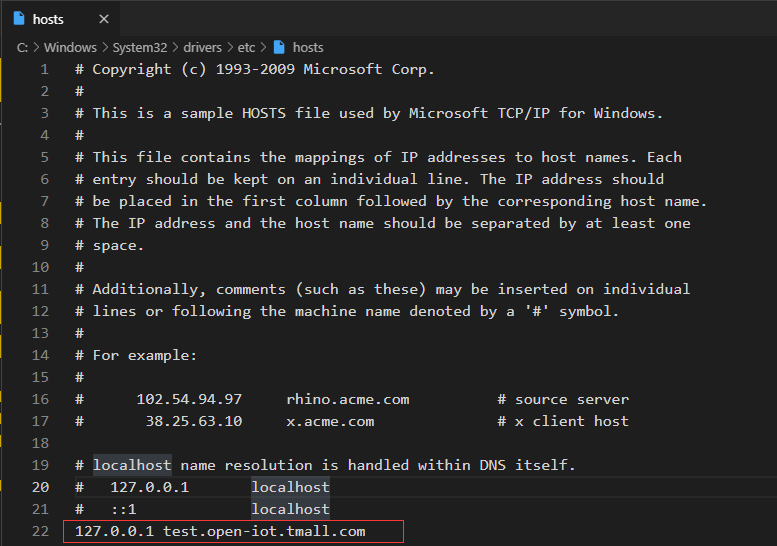 hosts
C: > Windows > System32 > drivers > etc > hosts
1 # Copyright (c) 1993-2009 Microsoft Corp.
2 #
3 # This is a sample HOSTS file used by Microsoft TCP/IP for Windows.
4 #
5 # This file contains the mappings of IP addresses to host names. Each
6 # entry should be kept on an individual line. The IP address should
7 # be placed in the first column followed by the corresponding host name.
8 # The IP address and the host name should be separated by at least one
9 # space.
10 #
11 # Additionally, comments (such as these) may be inserted on individual
12 # lines or following the machine name denoted by a '#' symbol.
13 #
14 # For example:
15 #
16 #      102.54.94.97     rhino.acme.com          # source server
17 #       38.25.63.10     x.acme.com              # x client host
18
19 # localhost name resolution is handled within DNS itself.
20 #   127.0.0.1       localhost
21 #   ::1             localhost
22 127.0.0.1 test.open-iot.tmall.com